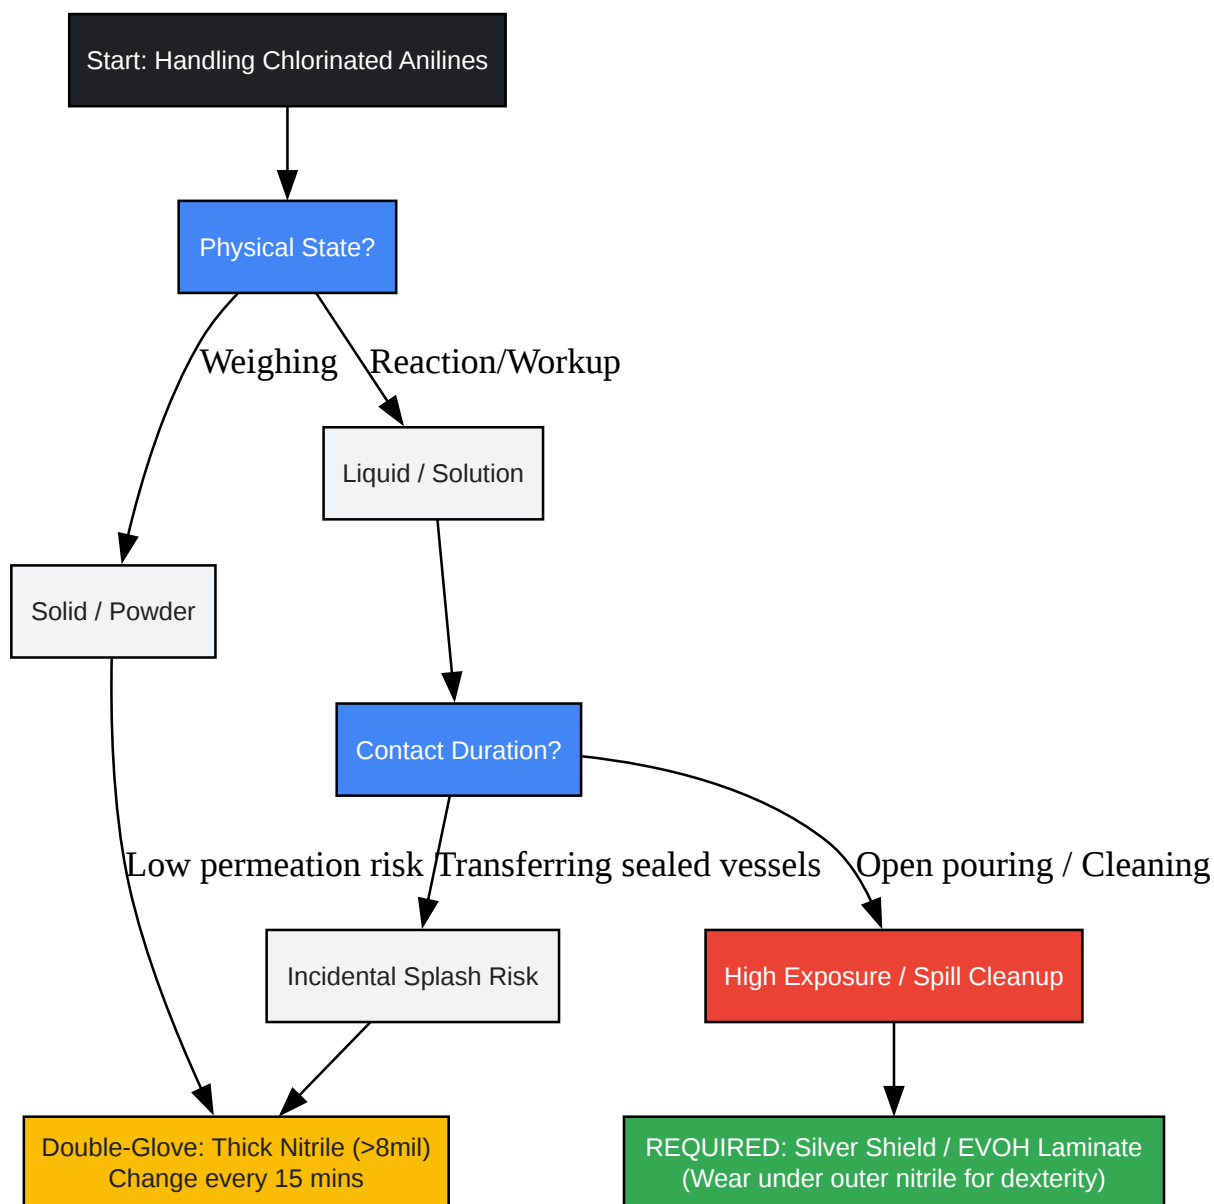 Start: Handling Chlorinated Anilines
Physical State?
Weighing
Reaction/Workup
Liquid / Solution
Solid / Powder
Contact Duration?
Low permeation risk
Transferring sealed vessels
Open pouring / Cleaning
Incidental Splash Risk
High Exposure / Spill Cleanup
Double-Glove: Thick Nitrile (>8mil)
Change every 15 mins
REQUIRED: Silver Shield / EVOH Laminate
(Wear under outer nitrile for dexterity)